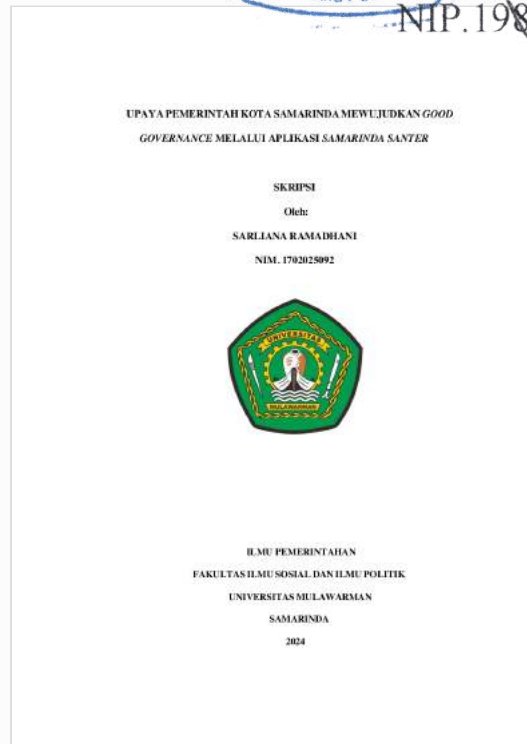 NIP.198
UPAYA PEMERINTAH KOTA SAMARINDA MEWUJUDKAN GOOD
GOVERNANCE MELALUI APLIKASI SAMARINDA SANTER
SKRIPSI
Oleh:
SARLIANA RAMADHANI
NIM. 1702025092
UNIVERSITAS
MULAWARMAN
ILMU PEMERINTAHAN
FAKULTAS ILMU SOSIAL DAN ILMU POLITIK
UNIVERSITAS MULAWARMAN
SAMARINDA
2024